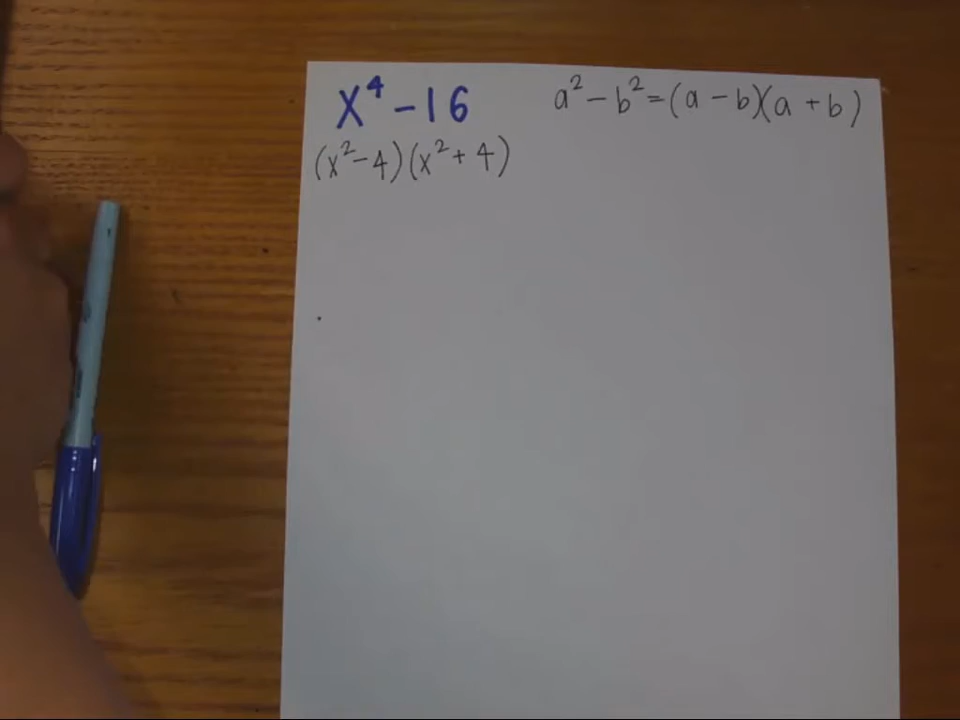 x⁴ - 16
a² - b² = (a - b)(a + b)
(x² - 4)(x² + 4)